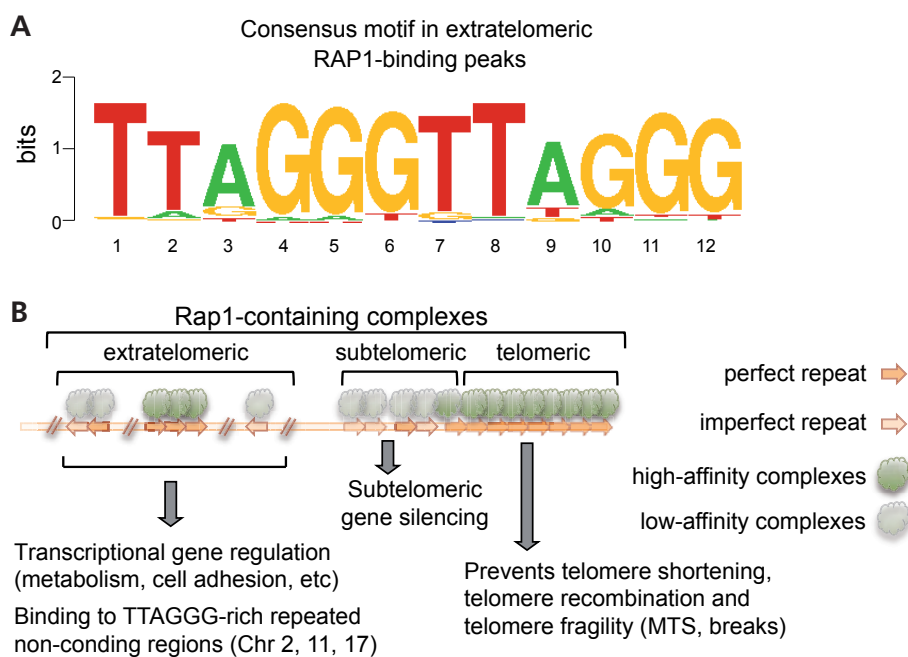 A
Consensus motif in extratelomeric
RAP1-binding peaks
2
1
0
bits
TTAGGGTTAGGG
1 2 3 4 5 6 7 8 9 10 11 12
B
Rap1-containing complexes
extratelomeric
subtelomeric
telomeric
perfect repeat
imperfect repeat
high-affinity complexes
low-affinity complexes
Subtelomeric
gene silencing
Transcriptional gene regulation
(metabolism, cell adhesion, etc)
Binding to TTAGGG-rich repeated
non-conding regions (Chr 2, 11, 17)
Prevents telomere shortening,
telomere recombination and
telomere fragility (MTS, breaks)